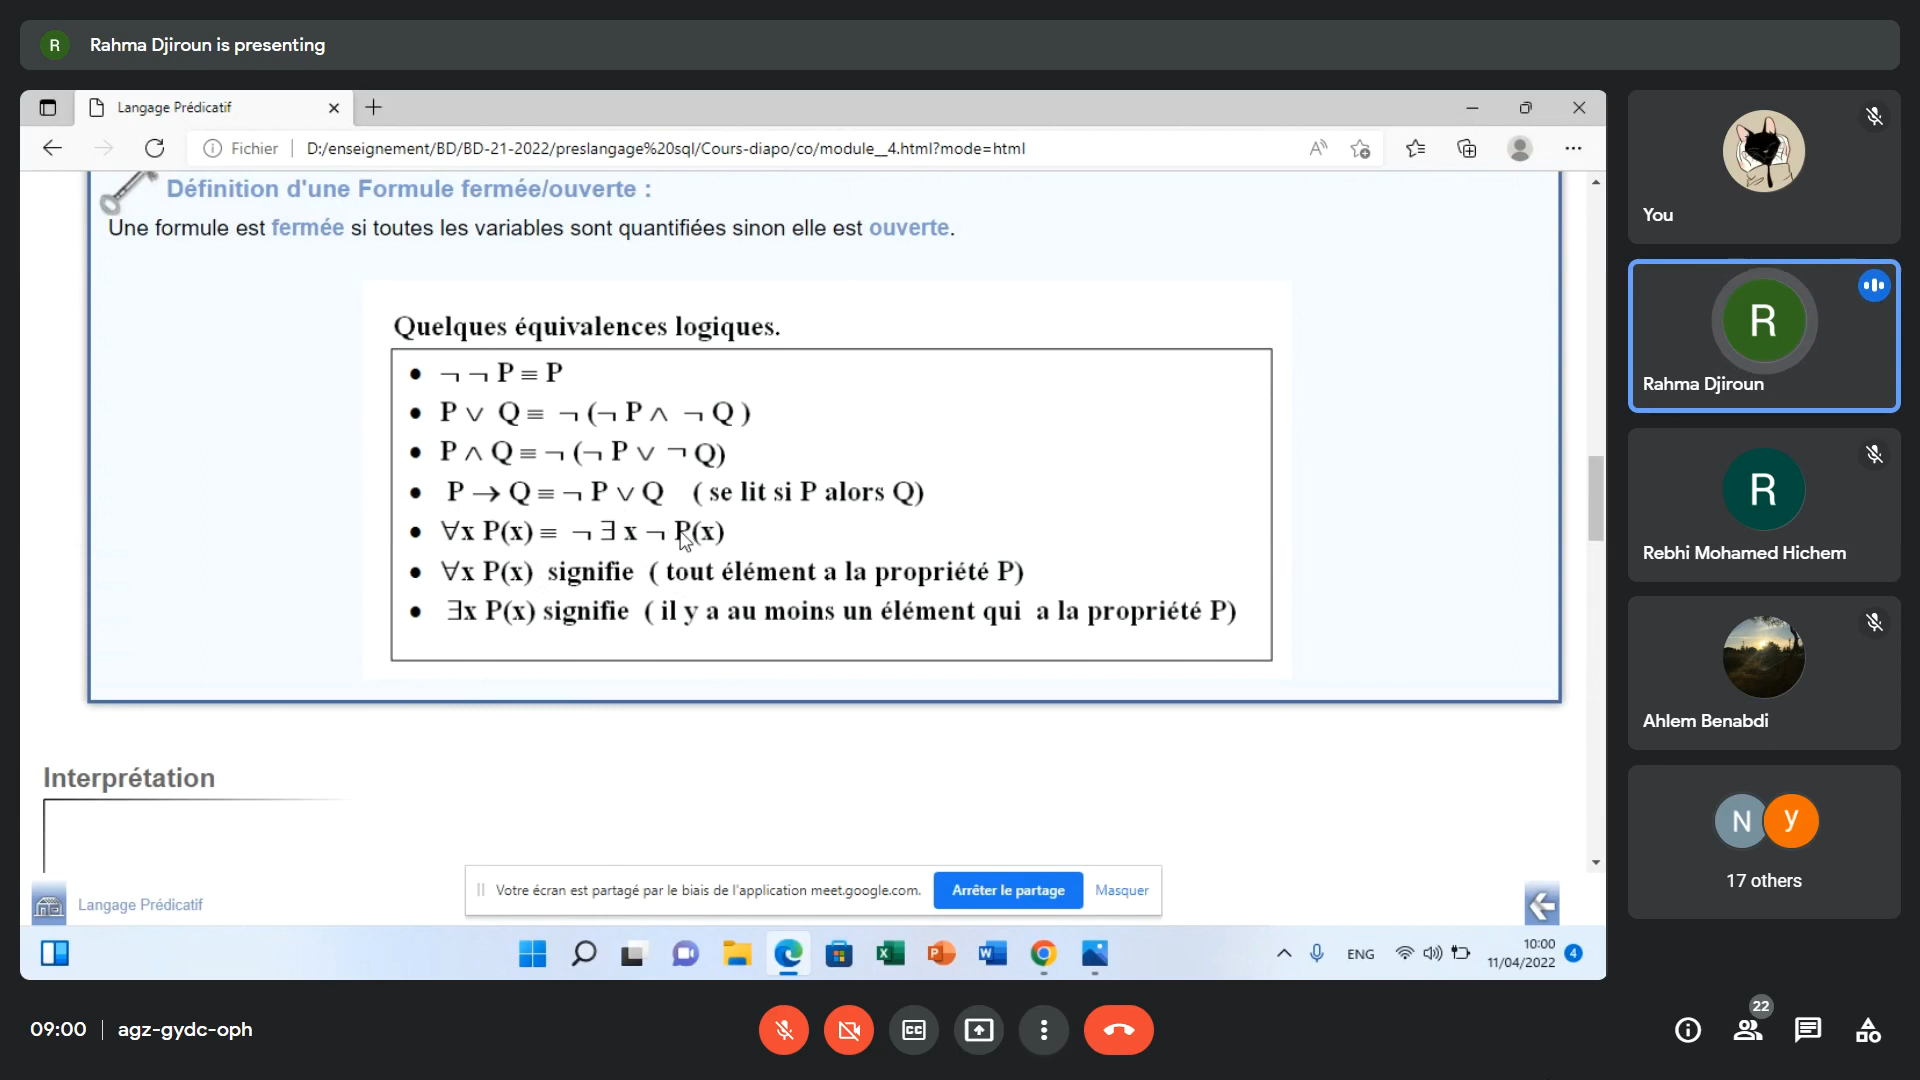 R Rahma Djiroun is presenting
Langage Prédicatif
Fichier D:/enseignement/BD/BD-21-2022/preslangage%20sql/Cours-diapo/co/module__4.html?mode=html
Définition d'une Formule fermée/ouverte :
Une formule est fermée si toutes les variables sont quantifiées sinon elle est ouverte.
Quelques équivalences logiques.
• ¬ ¬ P ≡ P
• P ∨ Q ≡ ¬ (¬ P ∧ ¬ Q )
• P ∧ Q ≡ ¬ (¬ P ∨ ¬ Q)
• P → Q ≡ ¬ P ∨ Q ( se lit si P alors Q)
• ∀x P(x) ≡ ¬ ∃ x ¬ P(x)
• ∀x P(x) signifie ( tout élément a la propriété P)
• ∃x P(x) signifie ( il y a au moins un élément qui a la propriété P)
Interprétation
Votre écran est partagé par le biais de l'application meet.google.com. Arrêter le partage Masquer
Langage Prédicatif
ENG
10:00
11/04/2022
4
You
R
Rahma Djiroun
R
Rebhi Mohamed Hichem
Ahlem Benabdi
N y
17 others
09:00 | agz-gydc-oph
CC
22